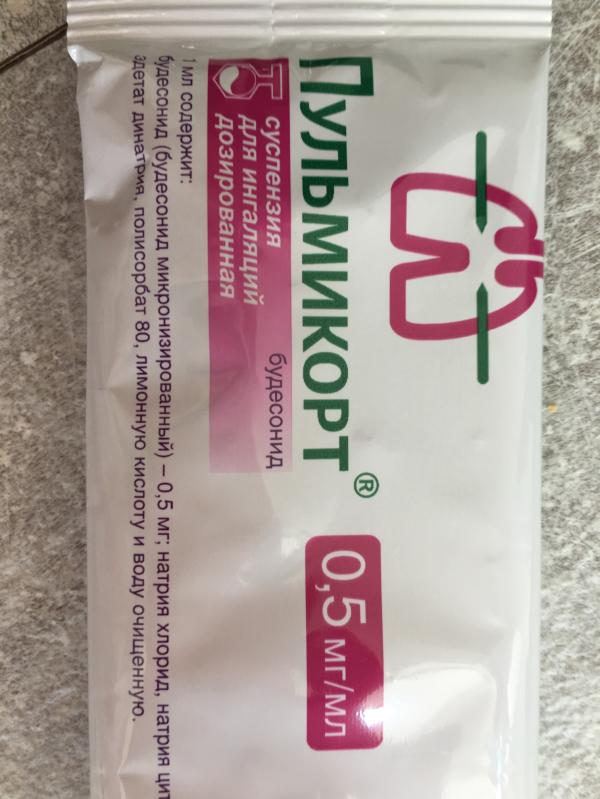 Пульмикорт®
0,5 мг/мл
суспензия
для ингаляций
дозированная
будесонид
1 мл содержит:
будесонид (будесонид микронизированный) – 0,5 мг; натрия хлорид, натрия
эдетат динатрия, полисорбат 80, лимонную кислоту и воду очищенную.